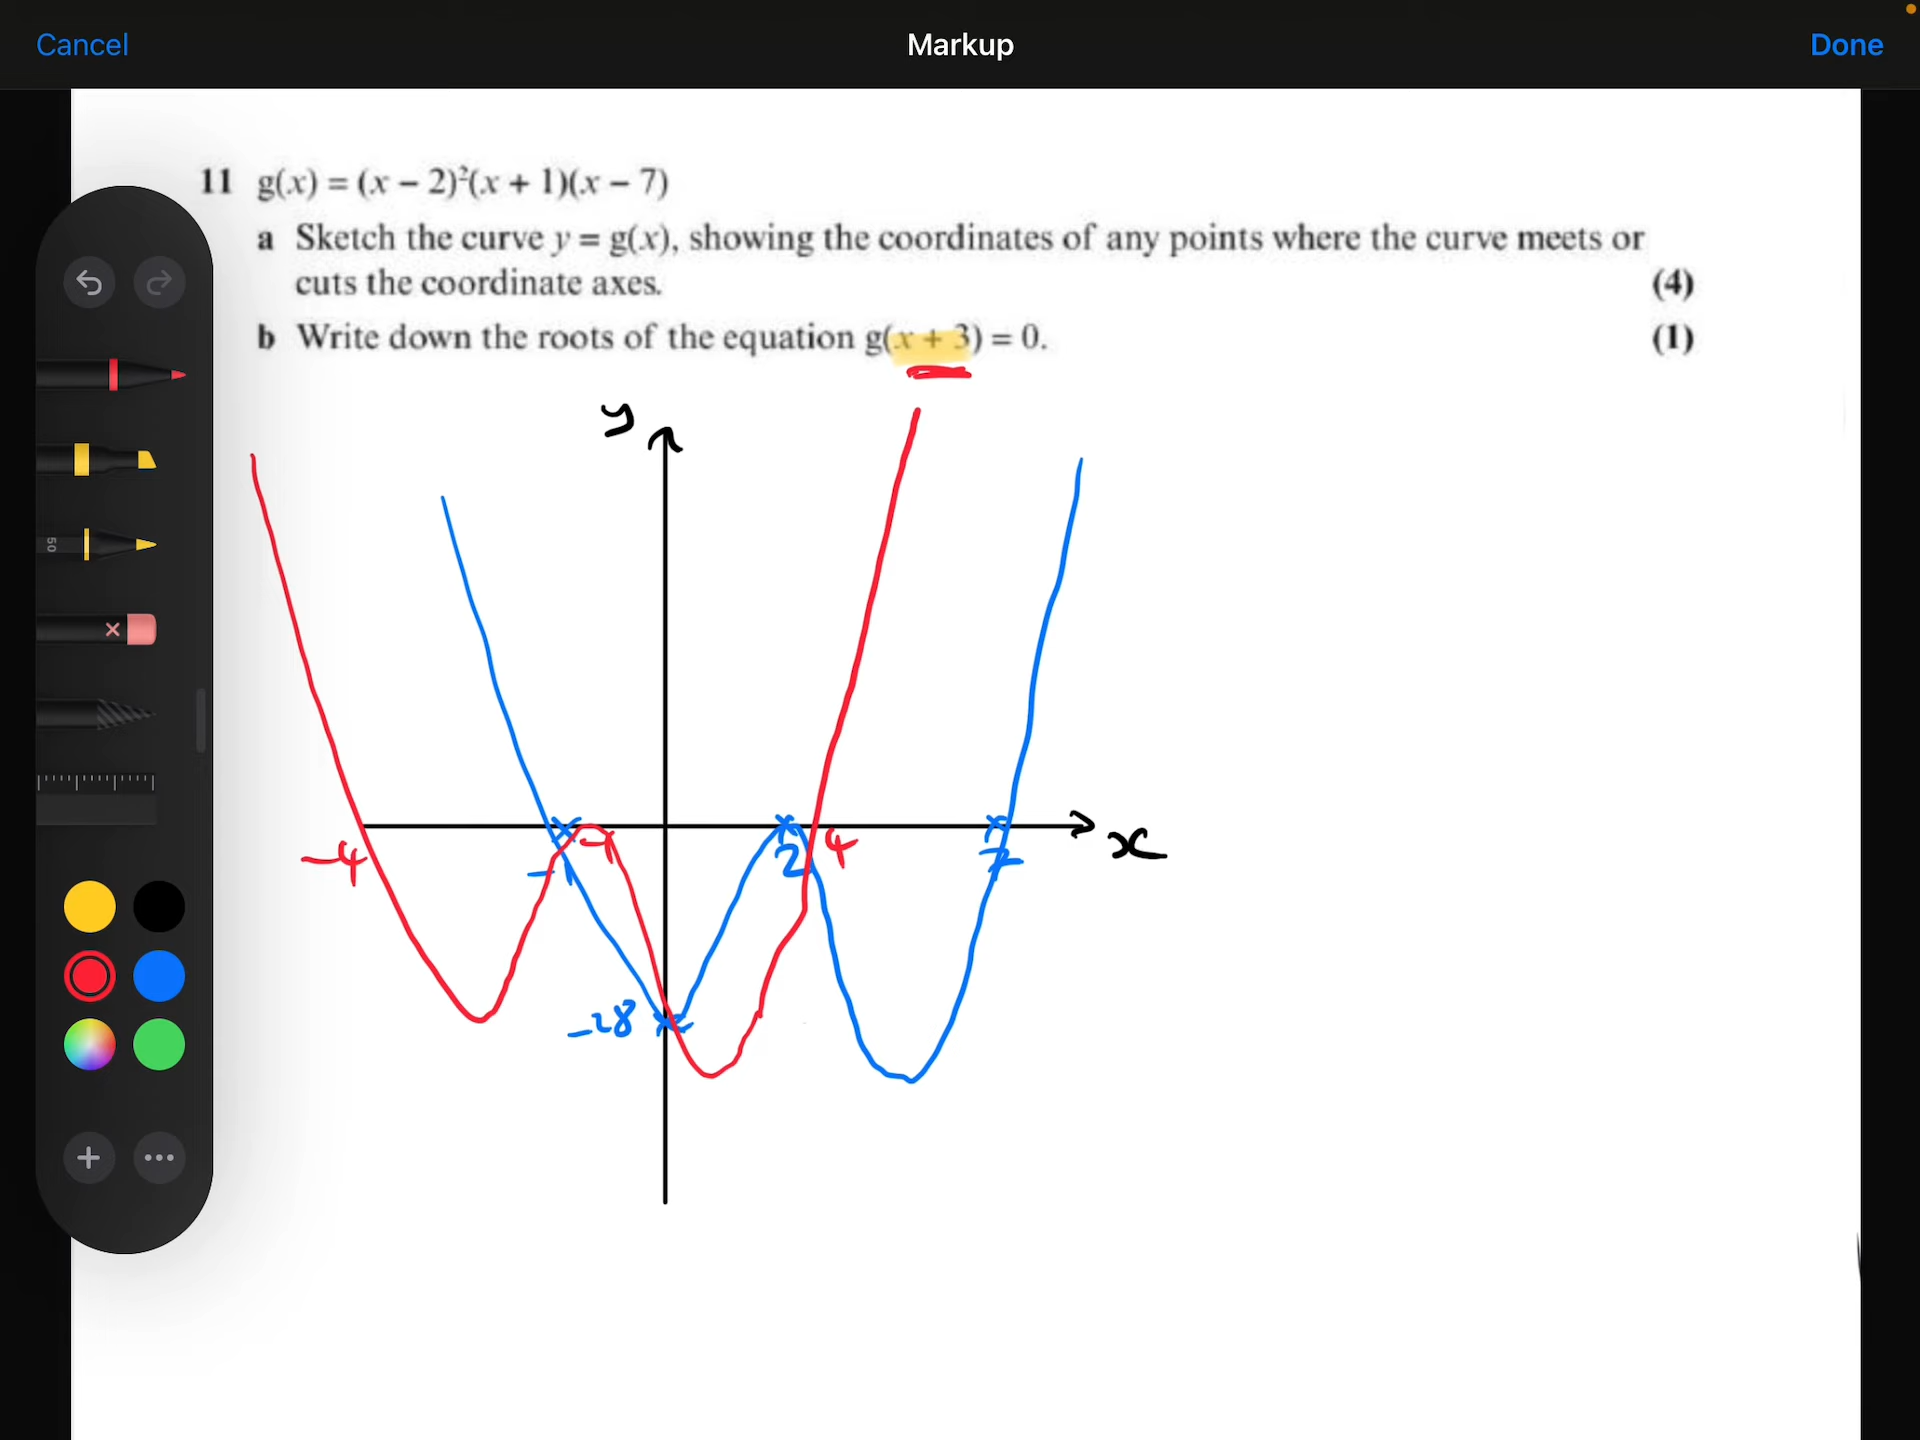 Cancel Markup Done
11 g(x) = (x – 2)²(x + 1)(x – 7)
a Sketch the curve y = g(x), showing the coordinates of any points where the curve meets or
cuts the coordinate axes. (4)
b Write down the roots of the equation g(x + 3) = 0. (1)
50
y
x
-4
-1
-1
2
4
7
-28